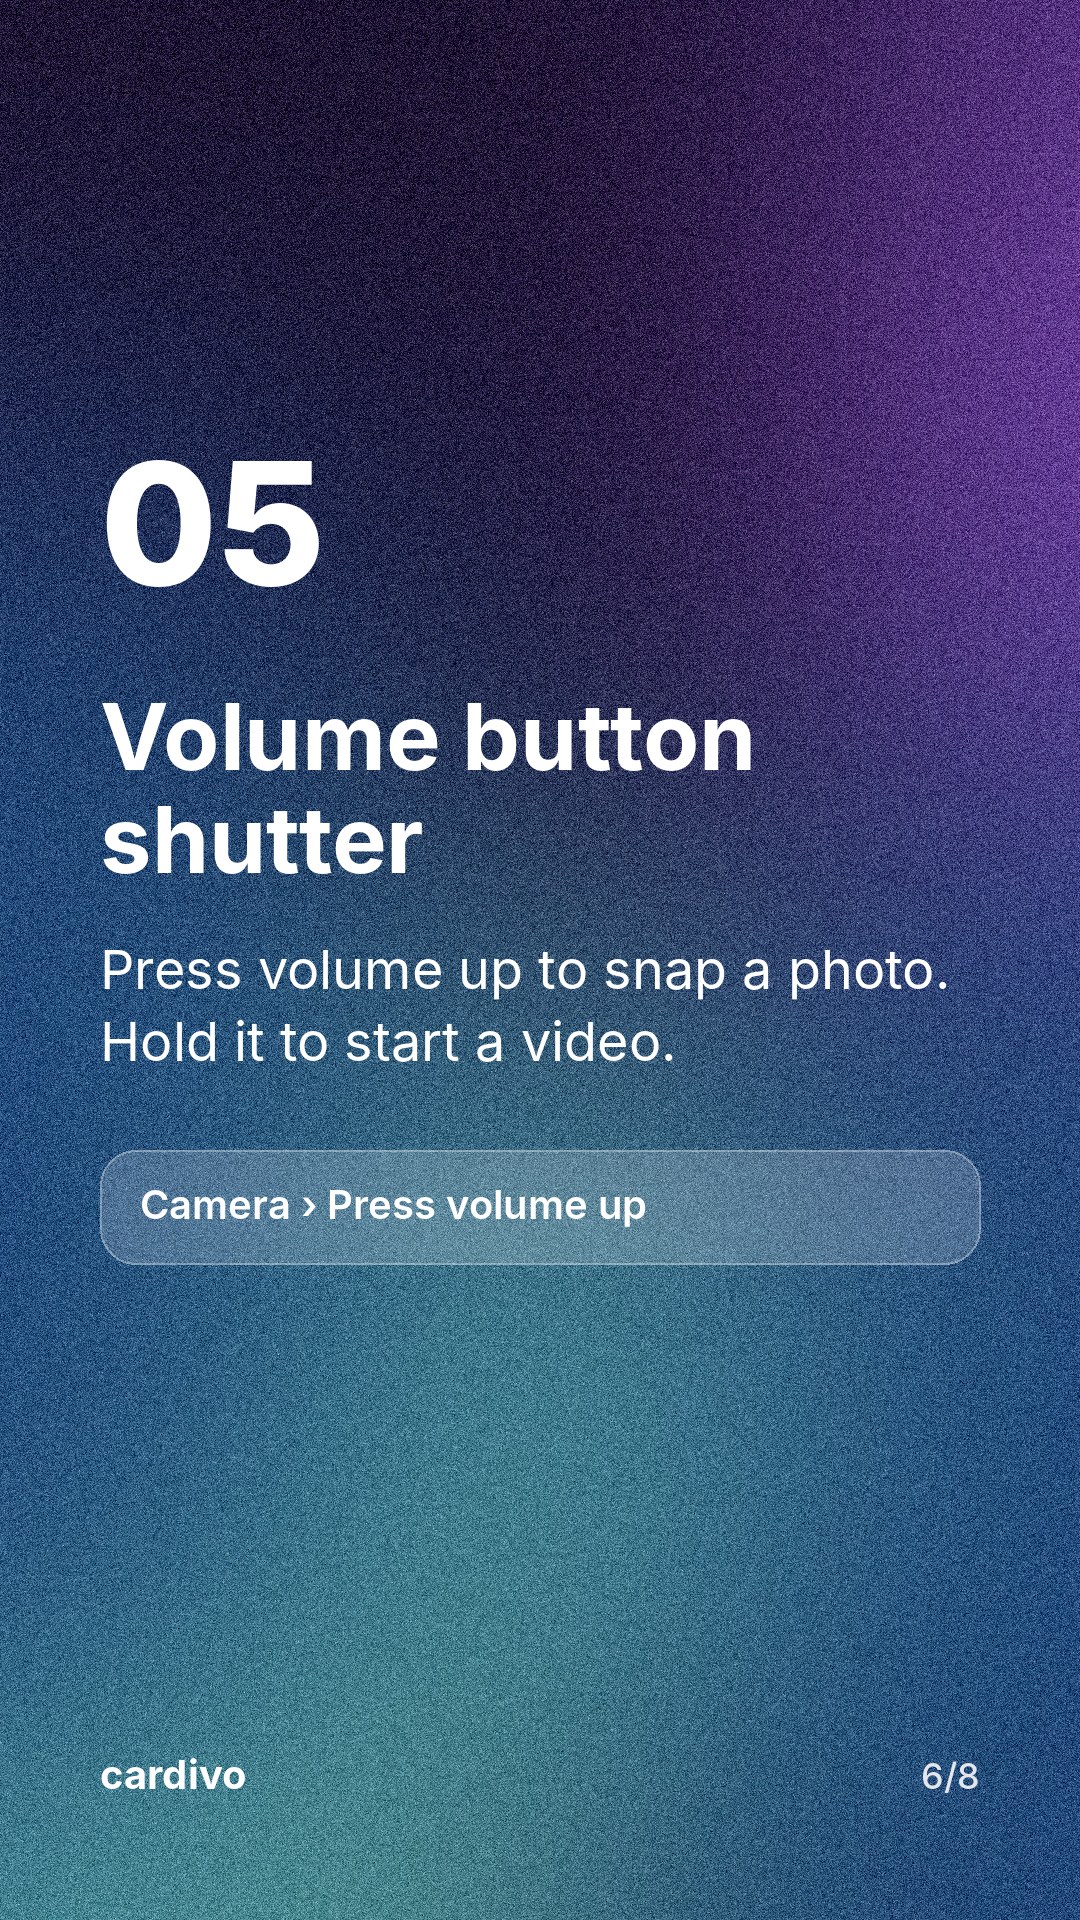 05
Volume button
shutter
Press volume up to snap a photo.
Hold it to start a video.
Camera › Press volume up
cardivo
6/8